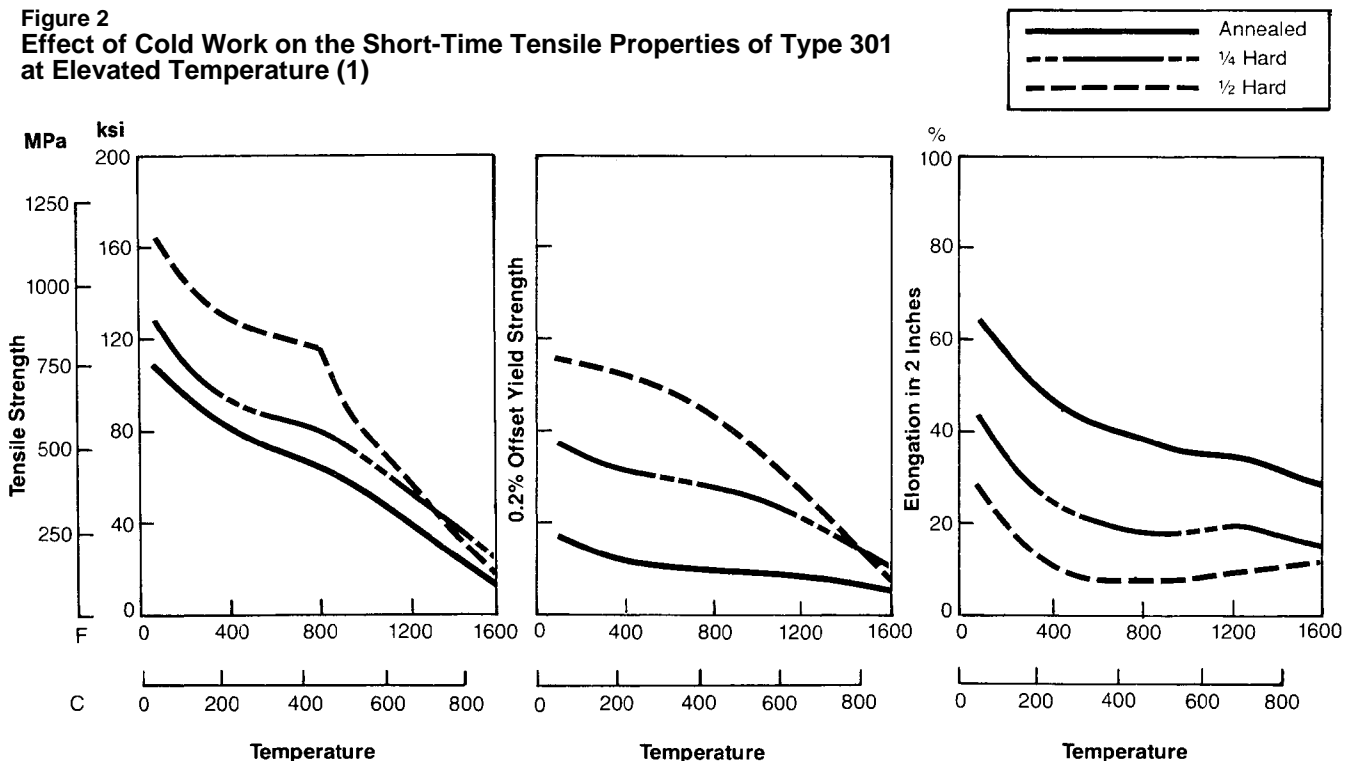 Figure 2
Effect of Cold Work on the Short-Time Tensile Properties of Type 301
at Elevated Temperature (1)
Annealed
¼ Hard
½ Hard
MPa
ksi
200
160
120
80
40
0
1250
1000
750
500
250
Tensile Strength
F
0 400 800 1200 1600
C
0 200 400 600 800
Temperature
0.2% Offset Yield Strength
0 400 800 1200 1600
0 200 400 600 800
Temperature
%
100
80
60
40
20
0
Elongation in 2 Inches
0 400 800 1200 1600
0 200 400 600 800
Temperature